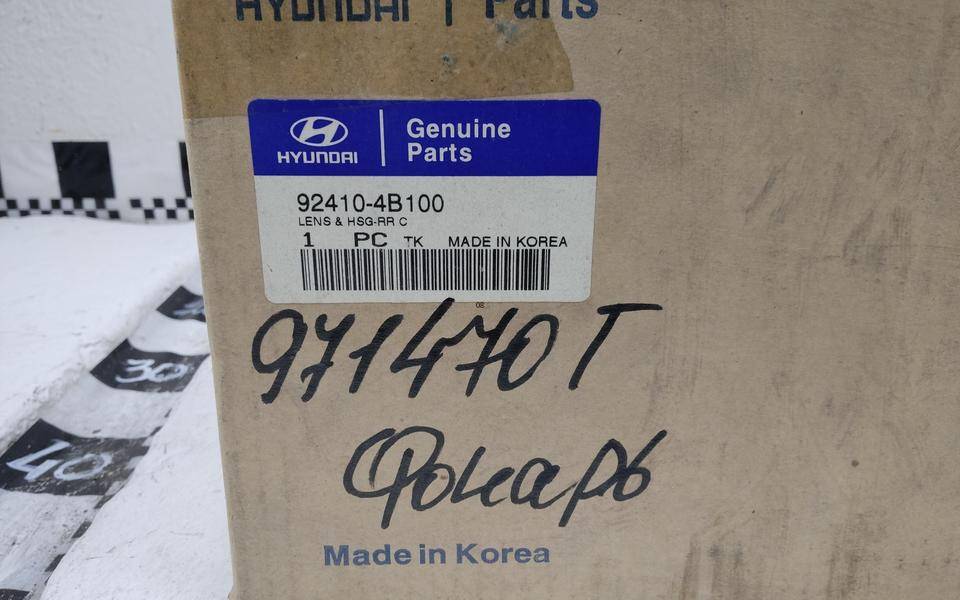 HYUNDAI | Parts
HYUNDAI
Genuine
Parts
92410-4B100
LENS & HSG-RR C
1 PC TK MADE IN KOREA
08
971470T
Фонарь
Made in Korea
30
40